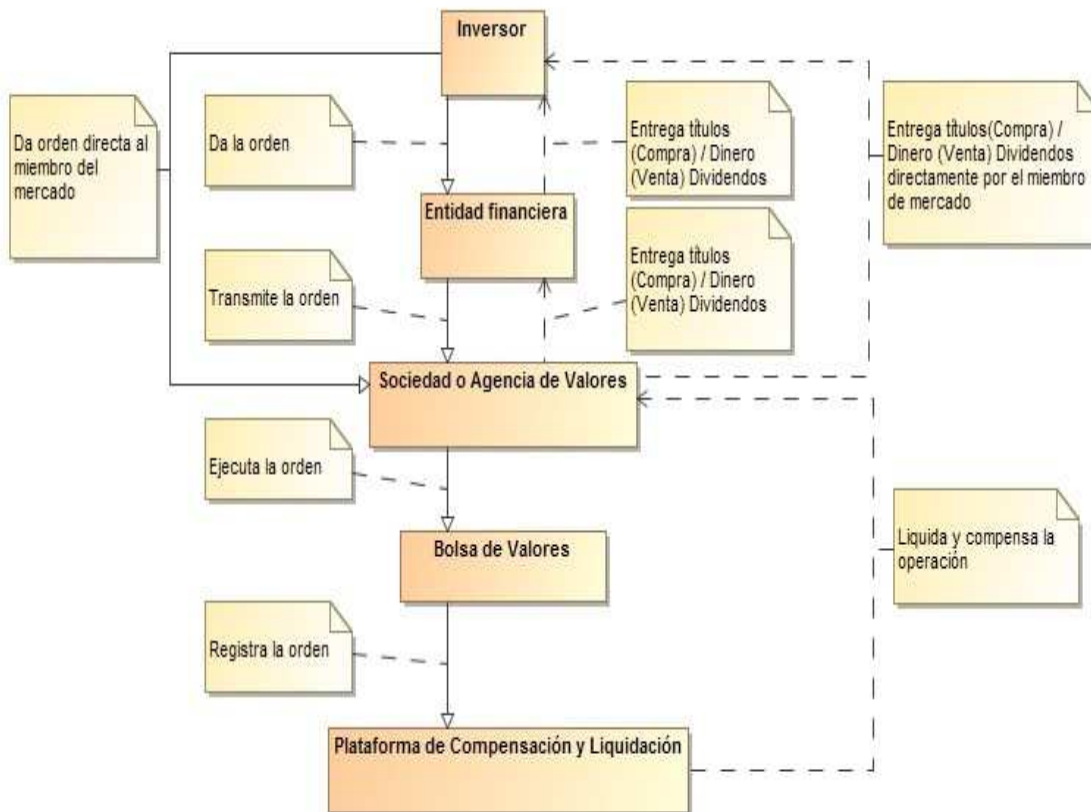 Inversor
Da orden directa al
miembro del
mercado
Da la orden
Entrega títulos
(Compra) / Dinero
(Venta) Dividendos
Entrega títulos(Compra) /
Dinero (Venta) Dividendos
directamente por el miembro
de mercado
Entidad financiera
Transmite la orden
Entrega títulos
(Compra) / Dinero
(Venta) Dividendos
Sociedad o Agencia de Valores
Ejecuta la orden
Bolsa de Valores
Liquida y compensa la
operación
Registra la orden
Plataforma de Compensación y Liquidación